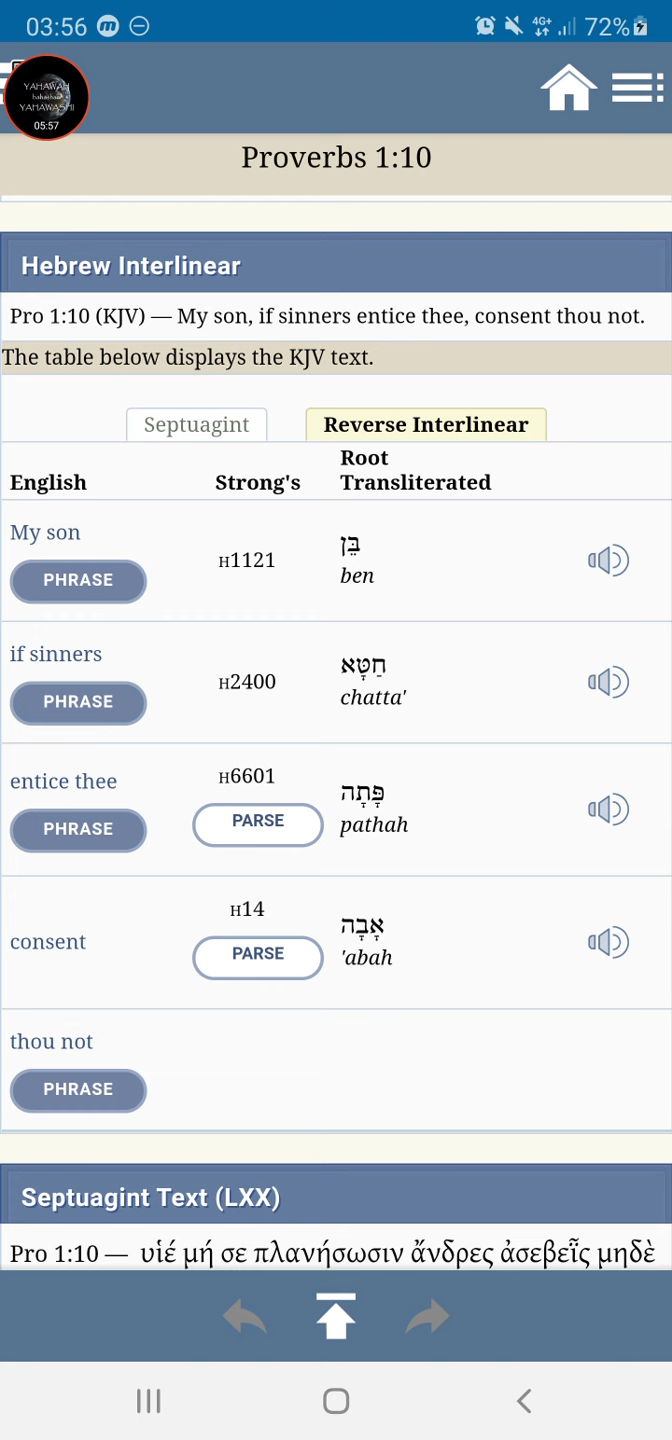 03:56 m 4G+ 72%
YAHAWAH
bahasham
YAHAWASHI
05:57
Proverbs 1:10
Hebrew Interlinear
Pro 1:10 (KJV) — My son, if sinners entice thee, consent thou not.
The table below displays the KJV text.
Septuagint Reverse Interlinear
English Strong's Root Transliterated
My son
PHRASE
H1121
בֵּן
ben
if sinners
PHRASE
H2400
חַטָּא
chatta'
entice thee
PHRASE
H6601
PARSE
פָּתָה
pathah
consent
H14
PARSE
אָבָה
'abah
thou not
PHRASE
Septuagint Text (LXX)
Pro 1:10 — υἱέ μή σε πλανήσωσιν ἄνδρες ἀσεβεῖς μηδὲ